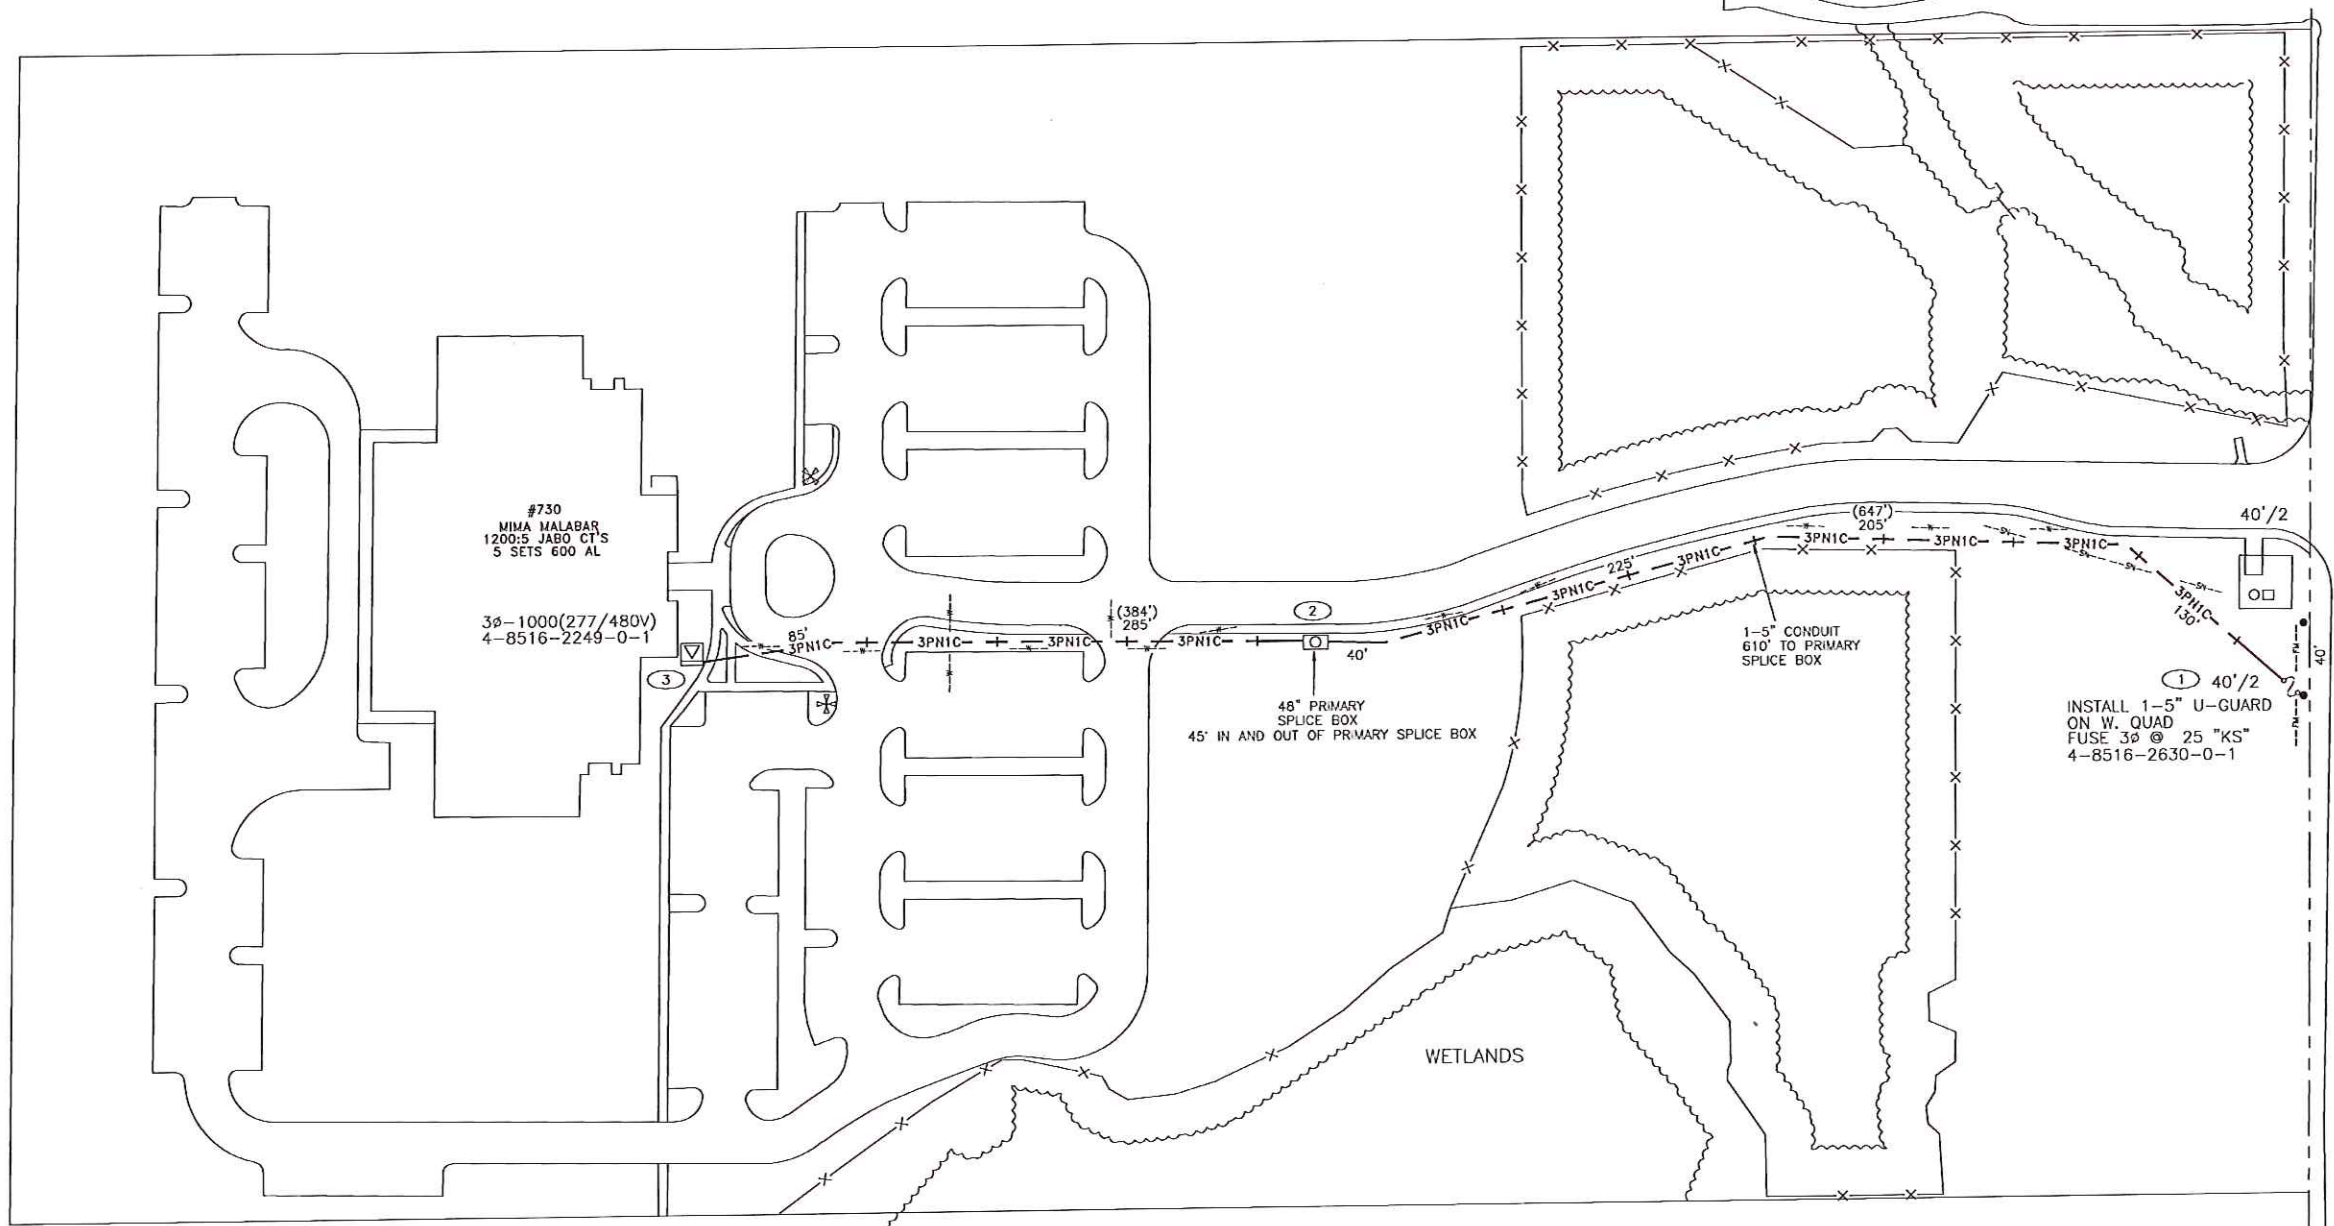 #730
MIMA MALABAR
1200:5 JABO CT'S
5 SETS 600 AL
3ø-1000(277/480V)
4-8516-2249-0-1
3
85'
3PN1C
3PN1C
3PN1C
(384')
285'
3PN1C
2
40'
48" PRIMARY
SPLICE BOX
45' IN AND OUT OF PRIMARY SPLICE BOX
3PN1C
3PN1C
225'
3PN1C
1-5" CONDUIT
610' TO PRIMARY
SPLICE BOX
(647')
205'
3PN1C
3PN1C
3PN1C
3PN1C
130'
40'/2
40'
1
40'/2
INSTALL 1-5" U-GUARD
ON W. QUAD
FUSE 3ø @ 25 "KS"
4-8516-2630-0-1
WETLANDS